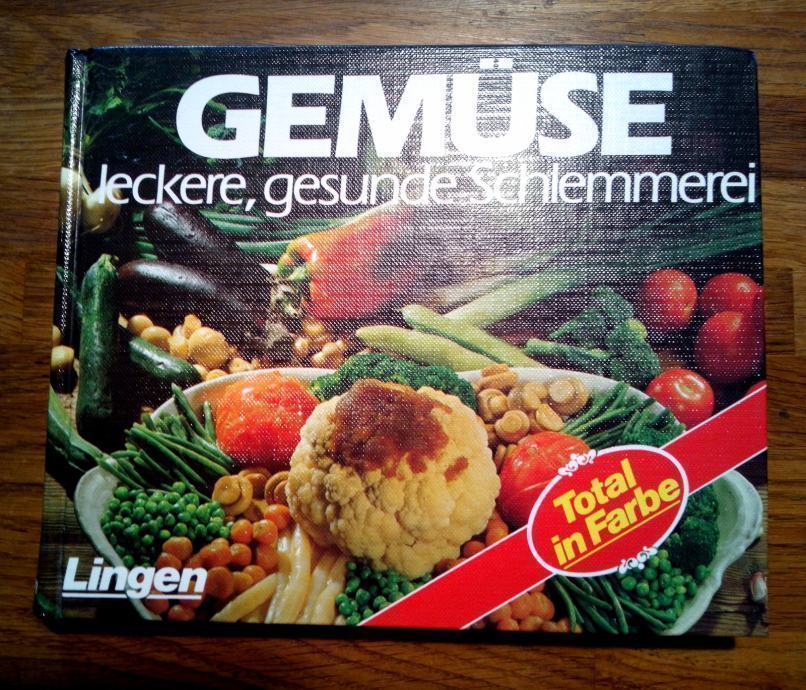 GEMÜSE
leckere, gesunde Schlemmerei
Total
in Farbe
Lingen